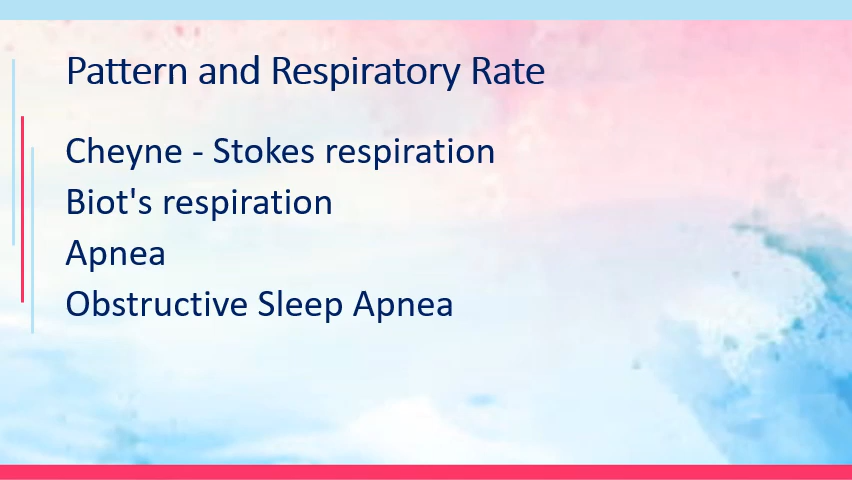 Pattern and Respiratory Rate
Cheyne - Stokes respiration
Biot's respiration
Apnea
Obstructive Sleep Apnea